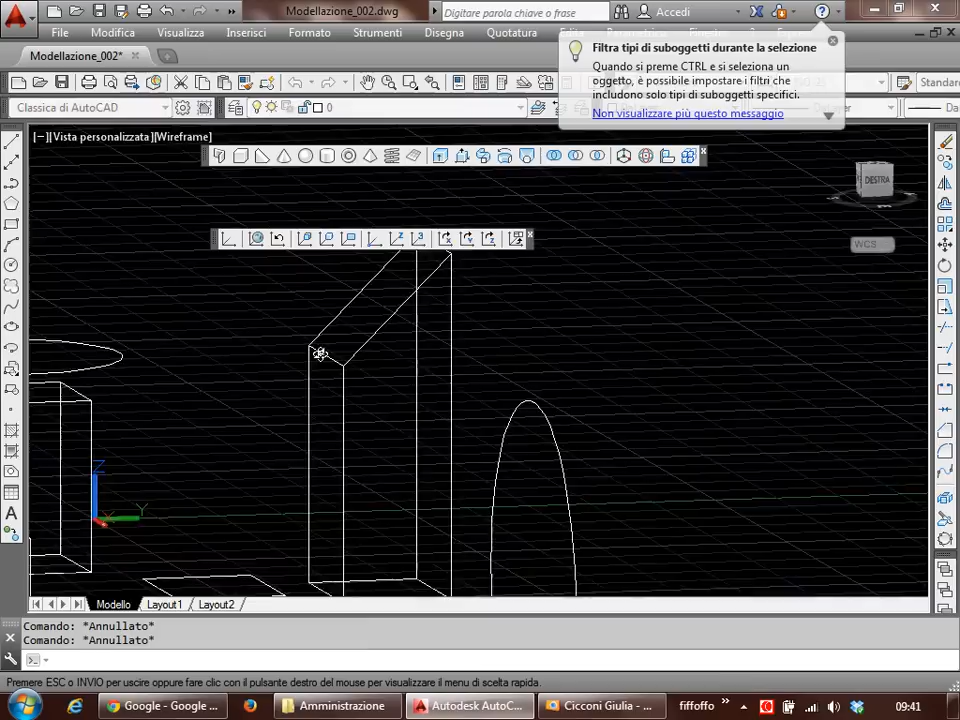 Modellazione_002.dwg
Digitare parola chiave o frase
Accedi
File
Modifica
Visualizza
Inserisci
Formato
Strumenti
Disegna
Quotatura
Modellazione_002*
Filtra tipi di suboggetti durante la selezione
Quando si preme CTRL e si seleziona un
oggetto, è possibile impostare i filtri che
includono solo tipi di suboggetti specifici.
Non visualizzare più questo messaggio
Standar
Classica di AutoCAD
0
[−][Vista personalizzata][Wireframe]
DESTRA
WCS
Z
Y
X
3
Modello
Layout1
Layout2
Comando: *Annullato*
Comando: *Annullato*
Premere ESC o INVIO per uscire oppure fare clic con il pulsante destro del mouse per visualizzare il menu di scelta rapida.
Google - Google ...
Amministrazione
Autodesk AutoC...
Cicconi Giulia - ...
fiffoffo
09:41